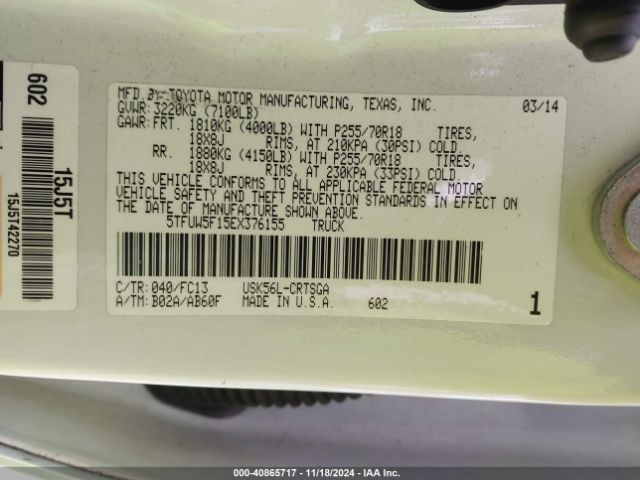 MFD.BY:TOYOTA MOTOR MANUFACTURING, TEXAS, INC. 03/14
GVWR:3220KG (7100LB)
GAWR:FRT. 1810KG (4000LB) WITH P255/70R18 TIRES,
18X8J RIMS, AT 210KPA (30PSI) COLD.
RR. 1880KG (4150LB) WITH P255/70R18 TIRES,
18X8J RIMS, AT 230KPA (33PSI) COLD.
THIS VEHICLE CONFORMS TO ALL APPLICABLE FEDERAL MOTOR
VEHICLE SAFETY AND THEFT PREVENTION STANDARDS IN EFFECT ON
THE DATE OF MANUFACTURE SHOWN ABOVE.
5TFUW5F15EX376155 TRUCK
C/TR:040/FC13 USK56L-CRTSGA
A/TM:B02A/AB60F MADE IN U.S.A. 602 1
602
15J5T
15J5T42270
000-40865717 - 11/18/2024 - IAA Inc.